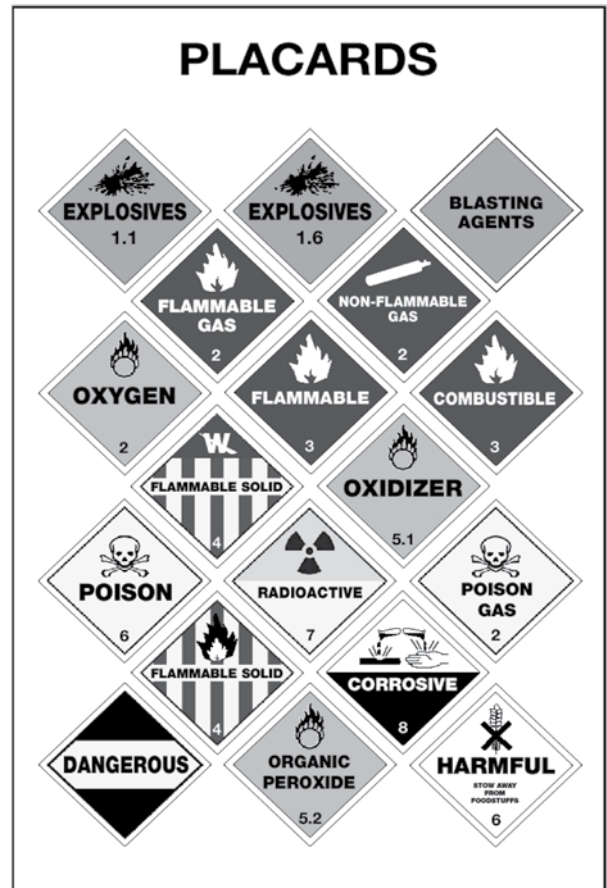 PLACARDS
EXPLOSIVES
1.1
EXPLOSIVES
1.6
BLASTING
AGENTS
FLAMMABLE
GAS
2
NON-FLAMMABLE
GAS
2
OXYGEN
2
FLAMMABLE
3
COMBUSTIBLE
3
W
FLAMMABLE SOLID
4
OXIDIZER
5.1
POISON
6
RADIOACTIVE
7
POISON
GAS
2
FLAMMABLE SOLID
4
CORROSIVE
8
DANGEROUS
ORGANIC
PEROXIDE
5.2
HARMFUL
STOW AWAY
FROM
FOODSTUFFS
6